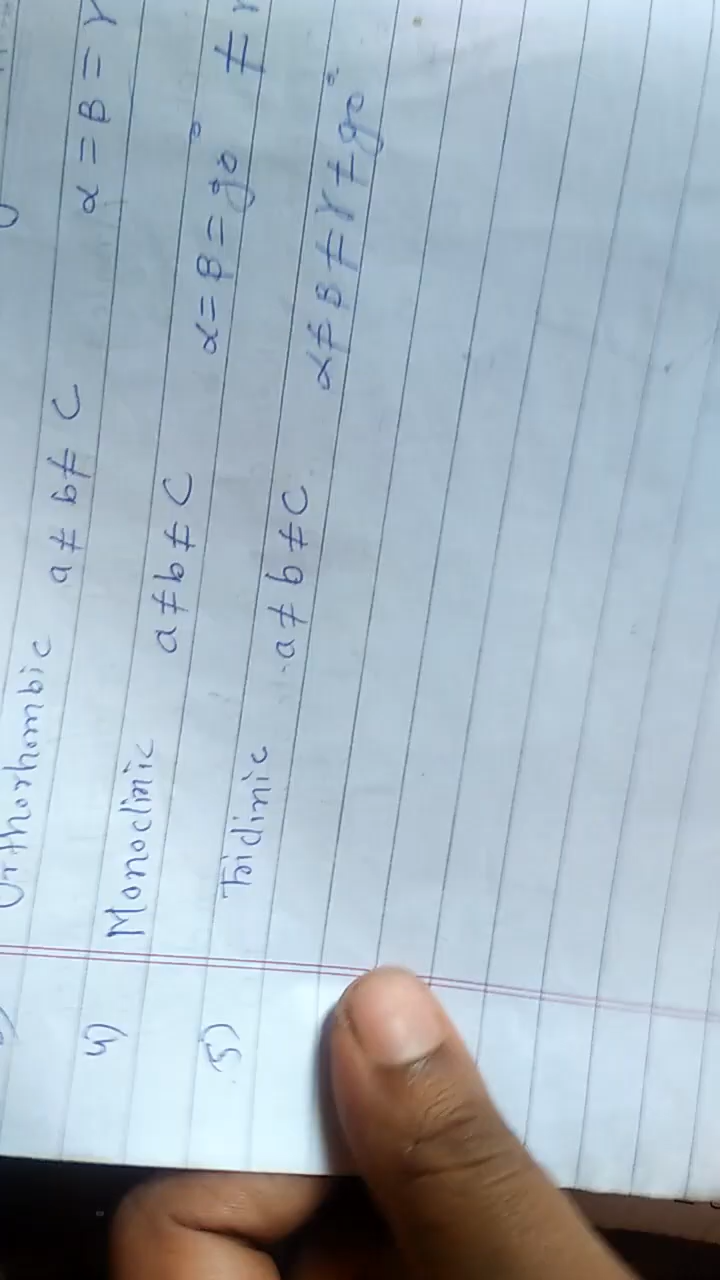 Orthorhombic a ≠ b ≠ C α = β = γ
4) Monoclinic a ≠ b ≠ C α = β = 90° ≠ γ
5) Triclinic a ≠ b ≠ C α ≠ β ≠ γ ≠ 90°